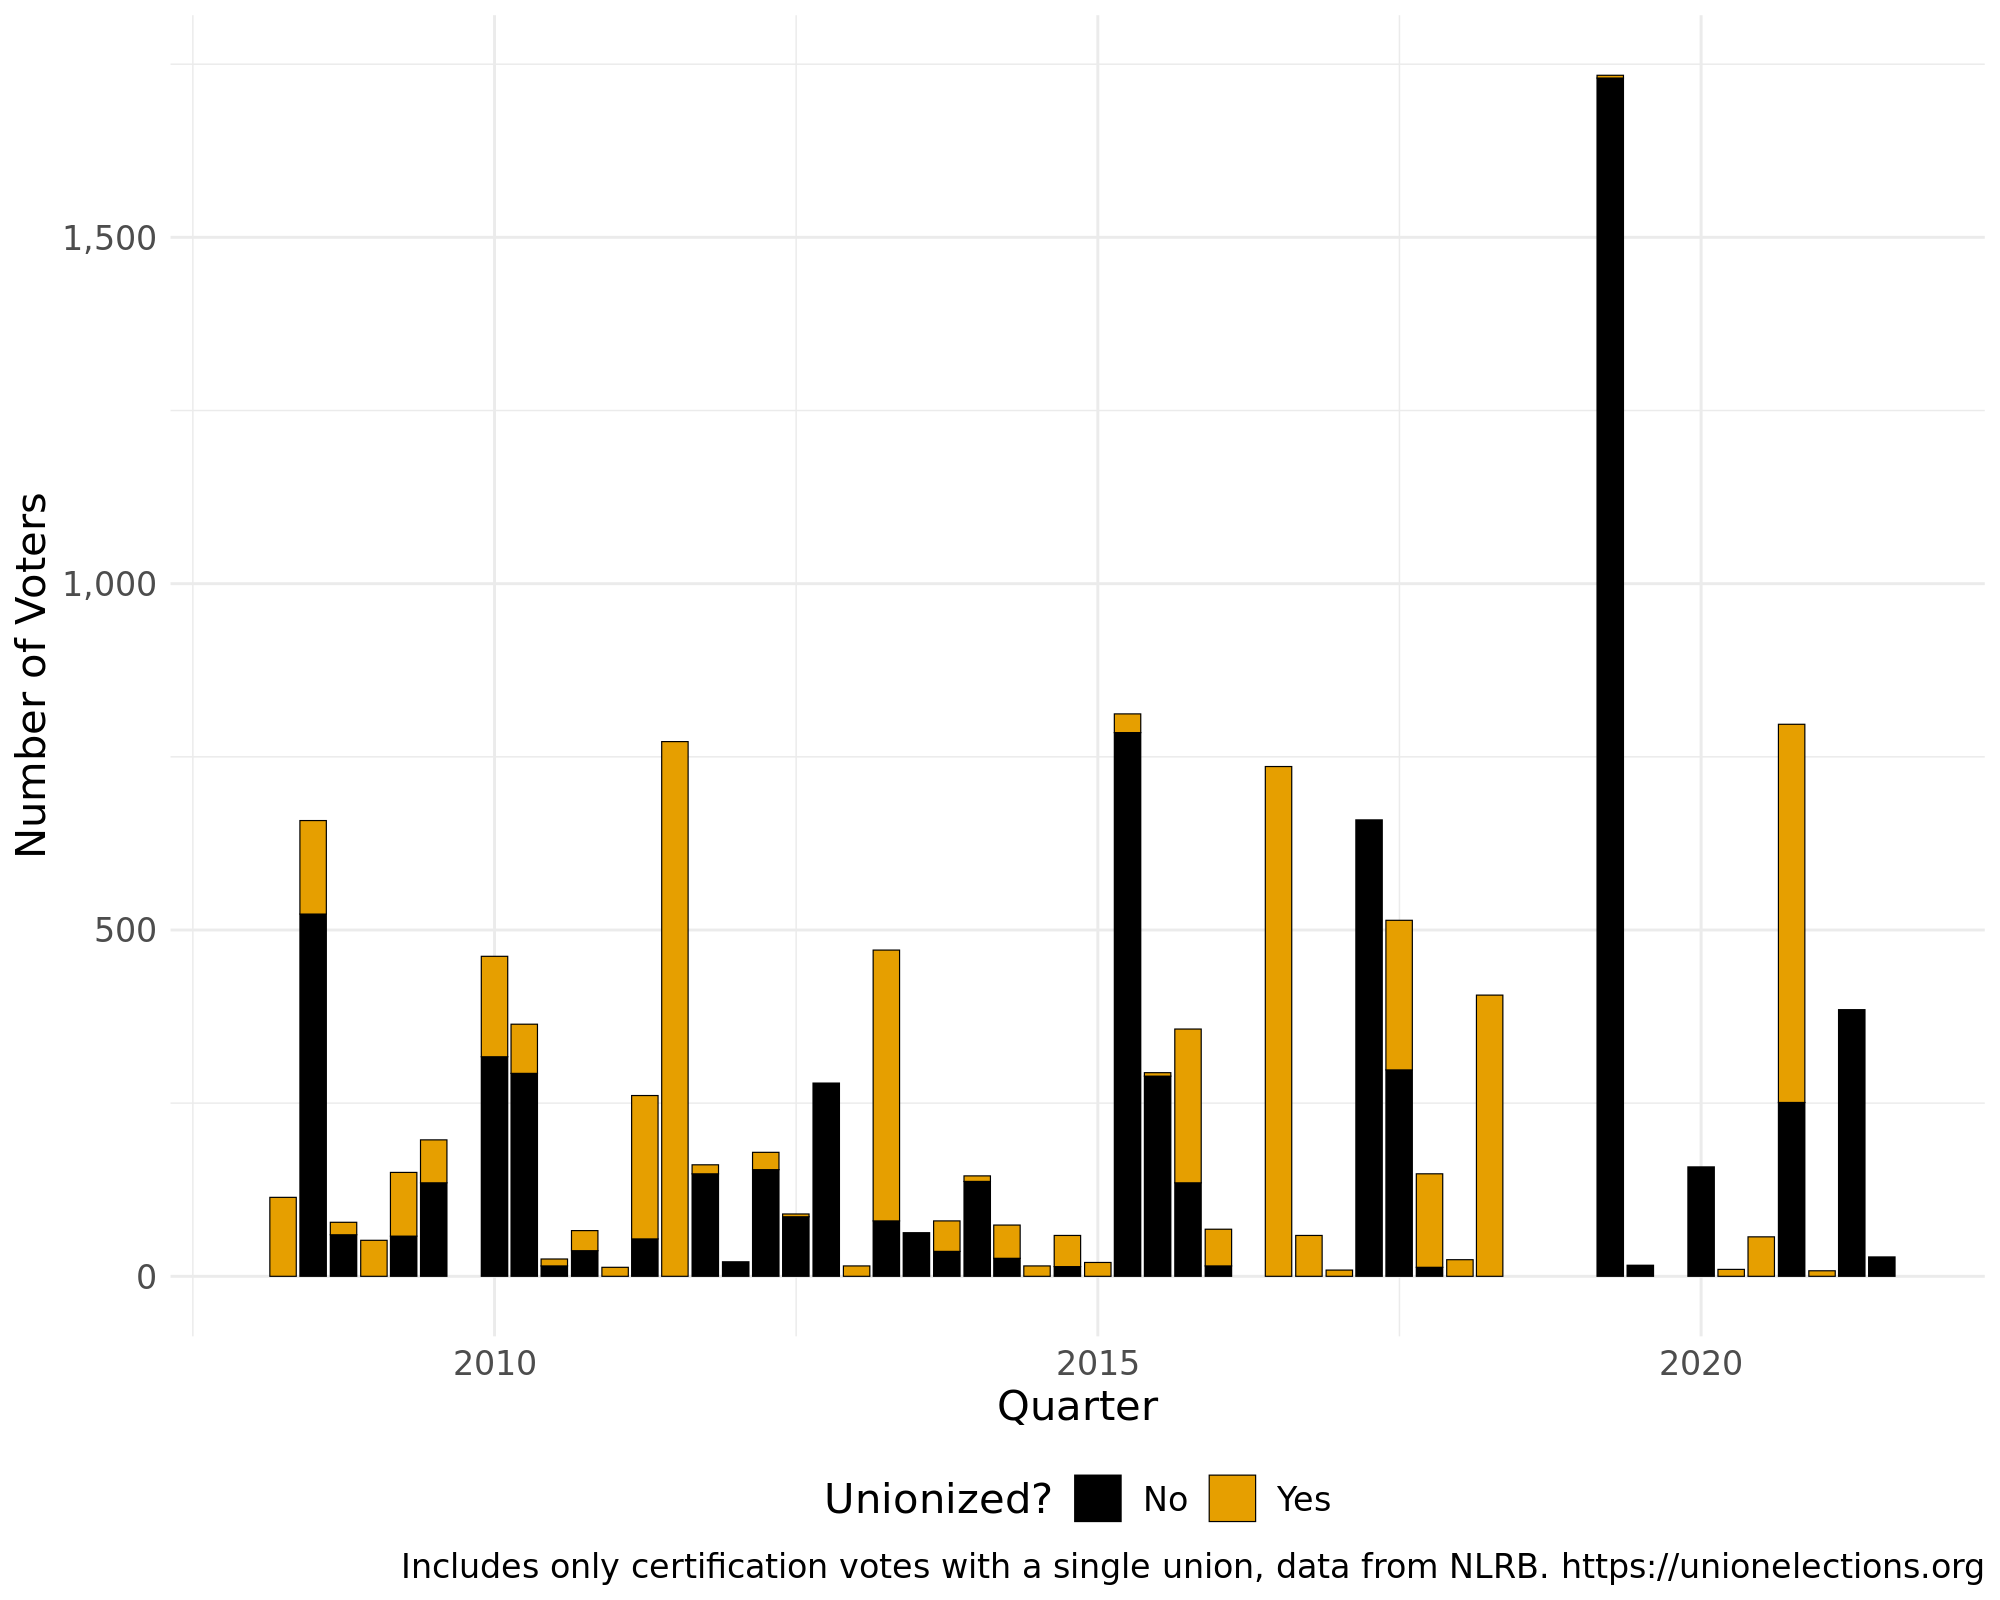 1,500
1,000
500
0
Number of Voters
2010 2015 2020
Quarter
Unionized? No Yes
Includes only certification votes with a single union, data from NLRB. https://unionelections.org